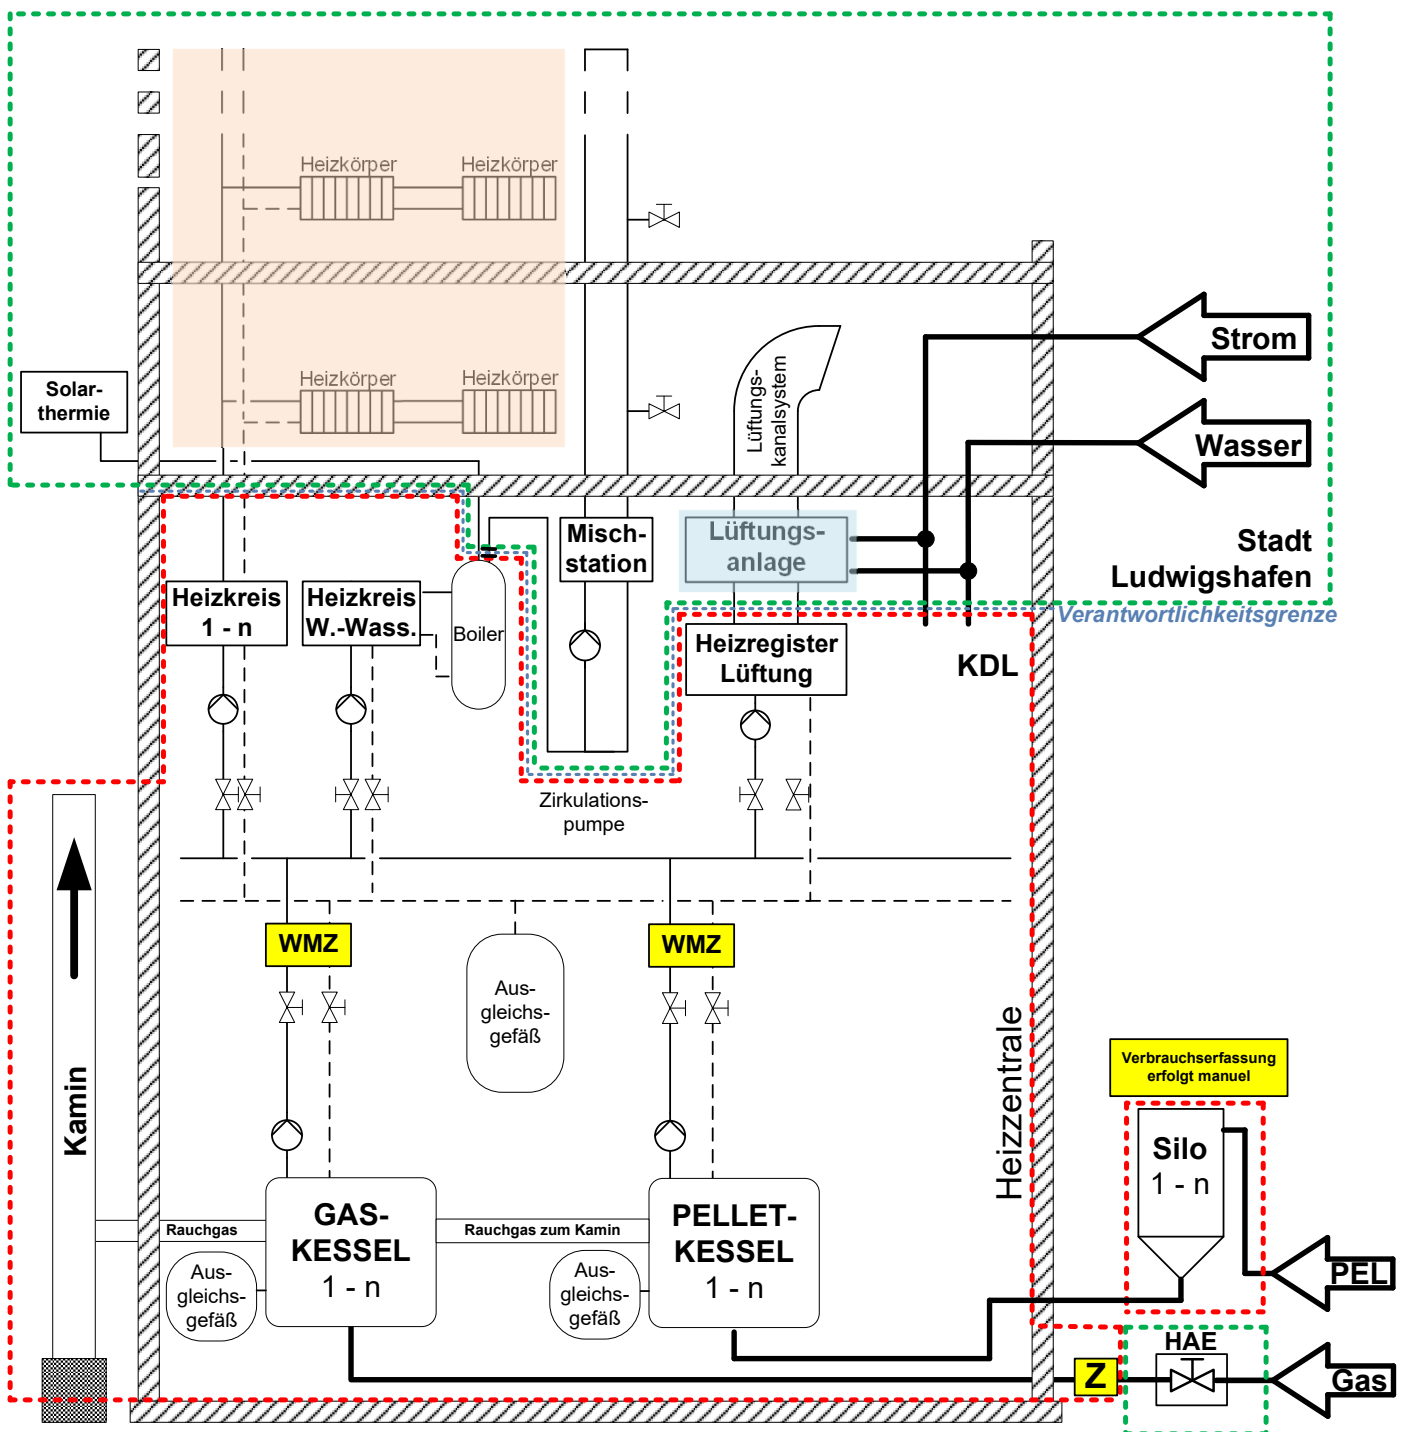 Heizkörper
Heizkörper
Strom
Heizkörper
Heizkörper
Lüftungs-
kanalsystem
Solar-
thermie
Wasser
Misch-
station
Lüftungs-
anlage
Stadt
Ludwigshafen
Heizkreis
1 - n
Heizkreis
W.-Wass.
Boiler
Verantwortlichkeitsgrenze
Heizregister
Lüftung
KDL
Zirkulations-
pumpe
WMZ
WMZ
Aus-
gleichs-
gefäß
Heizzentrale
Kamin
Verbrauchserfassung
erfolgt manuel
Silo
1 - n
GAS-
KESSEL
1 - n
PELLET-
KESSEL
1 - n
Rauchgas
Rauchgas zum Kamin
Aus-
gleichs-
gefäß
Aus-
gleichs-
gefäß
PEL
HAE
Z
Gas